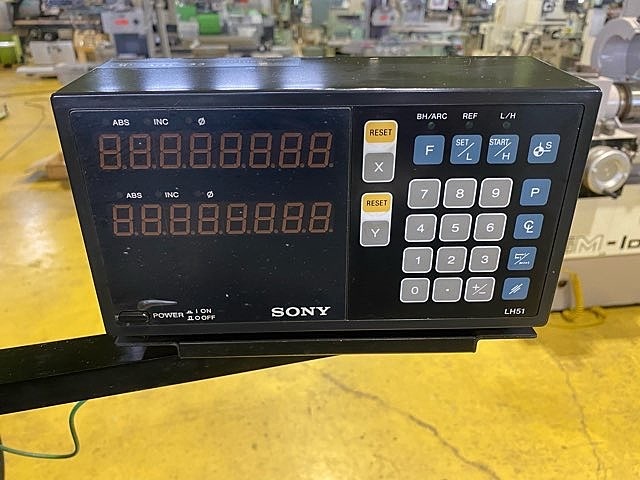 ABS INC Ø
8.8.8.8.8.8.8.8.
ABS INC Ø
8.8.8.8.8.8.8.8.
POWER I ON
O OFF
SONY
RESET
X
RESET
Y
BH/ARC REF L/H
F SET/L START/H S
7 8 9 P
4 5 6 CL
1 2 3
0 · +/-
LH51